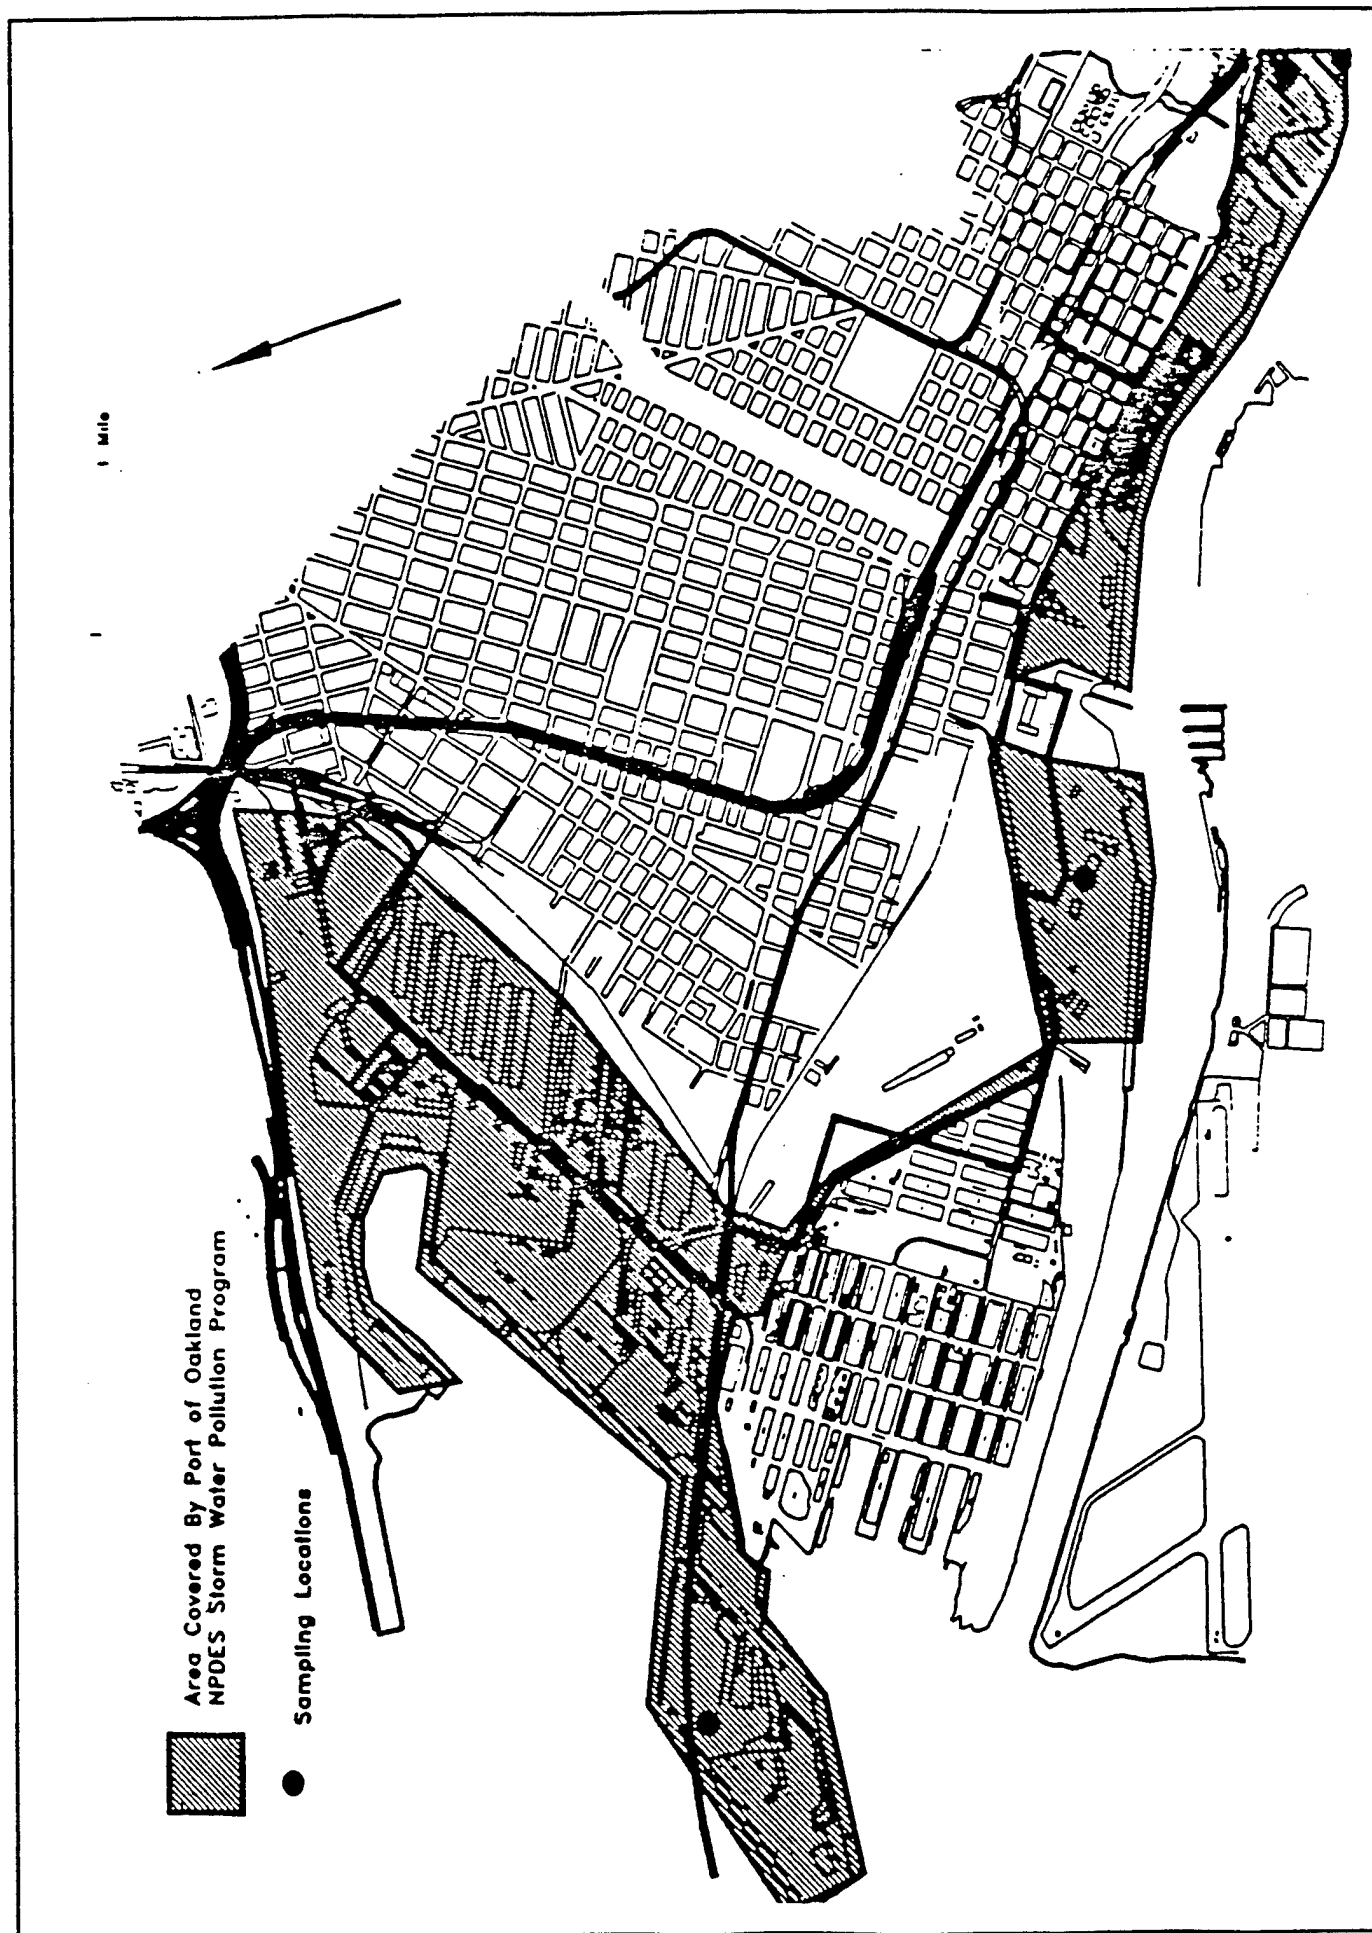 Area Covered By Port of Oakland
NPDES Storm Water Pollution Program
Sampling Locations
1 Mile